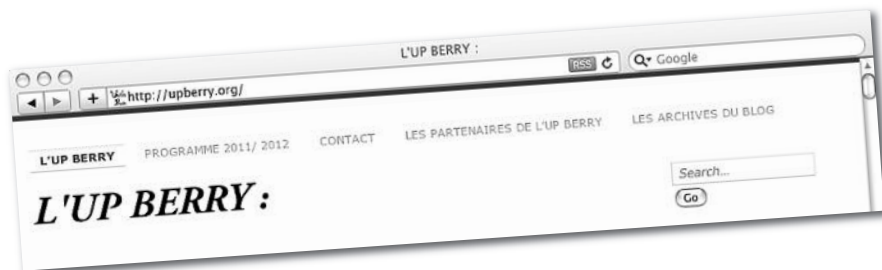 L'UP BERRY :
http://upberry.org/
RSS
Google
L'UP BERRY
PROGRAMME 2011/ 2012
CONTACT
LES PARTENAIRES DE L'UP BERRY
LES ARCHIVES DU BLOG
L'UP BERRY :
Search...
Go